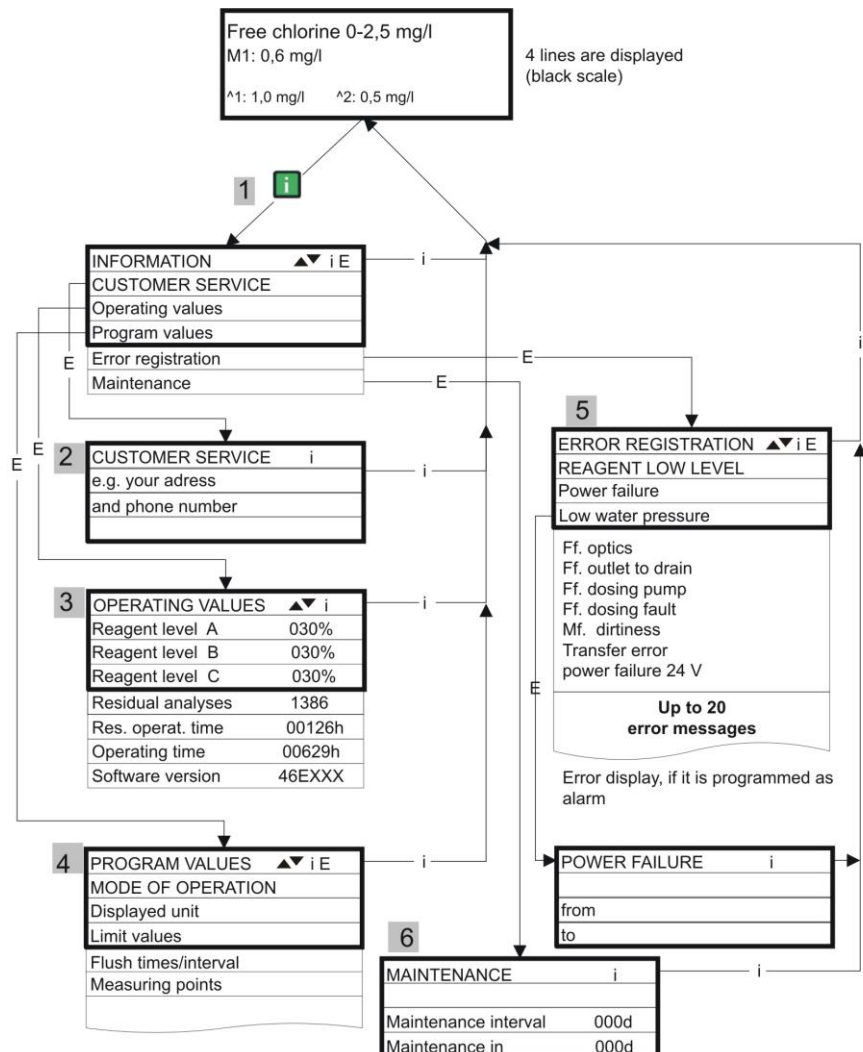 Free chlorine 0-2,5 mg/l
M1: 0,6 mg/l
^1: 1,0 mg/l ^2: 0,5 mg/l
4 lines are displayed
(black scale)
1
i
INFORMATION ▲▼ i E
CUSTOMER SERVICE
Operating values
Program values
Error registration
Maintenance
i
E
E
E
E
E
i
2
CUSTOMER SERVICE i
e.g. your adress
and phone number
i
3
OPERATING VALUES ▲▼ i
Reagent level A 030%
Reagent level B 030%
Reagent level C 030%
Residual analyses 1386
Res. operat. time 00126h
Operating time 00629h
Software version 46EXXX
i
4
PROGRAM VALUES ▲▼ i E
MODE OF OPERATION
Displayed unit
Limit values
Flush times/interval
Measuring points
i
5
ERROR REGISTRATION ▲▼ i E
REAGENT LOW LEVEL
Power failure
Low water pressure
Ff. optics
Ff. outlet to drain
Ff. dosing pump
Ff. dosing fault
Mf. dirtiness
Transfer error
power failure 24 V
Up to 20
error messages
Error display, if it is programmed as
alarm
E
POWER FAILURE i
from
to
6
MAINTENANCE i
Maintenance interval 000d
Maintenance in 000d
i